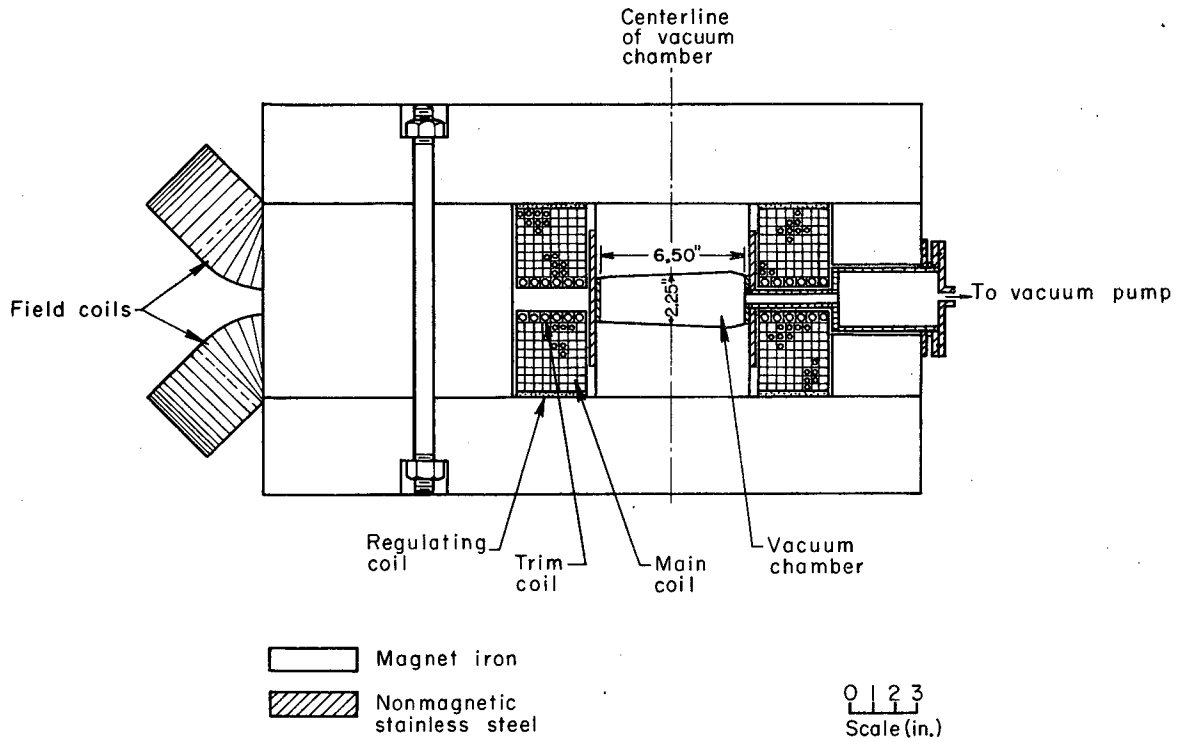 Centerline
of vacuum
chamber
6.50"
2.25"
Field coils
To vacuum pump
Regulating
coil
Trim
coil
Main
coil
Vacuum
chamber
Magnet iron
Nonmagnetic
stainless steel
0 1 2 3
Scale (in.)